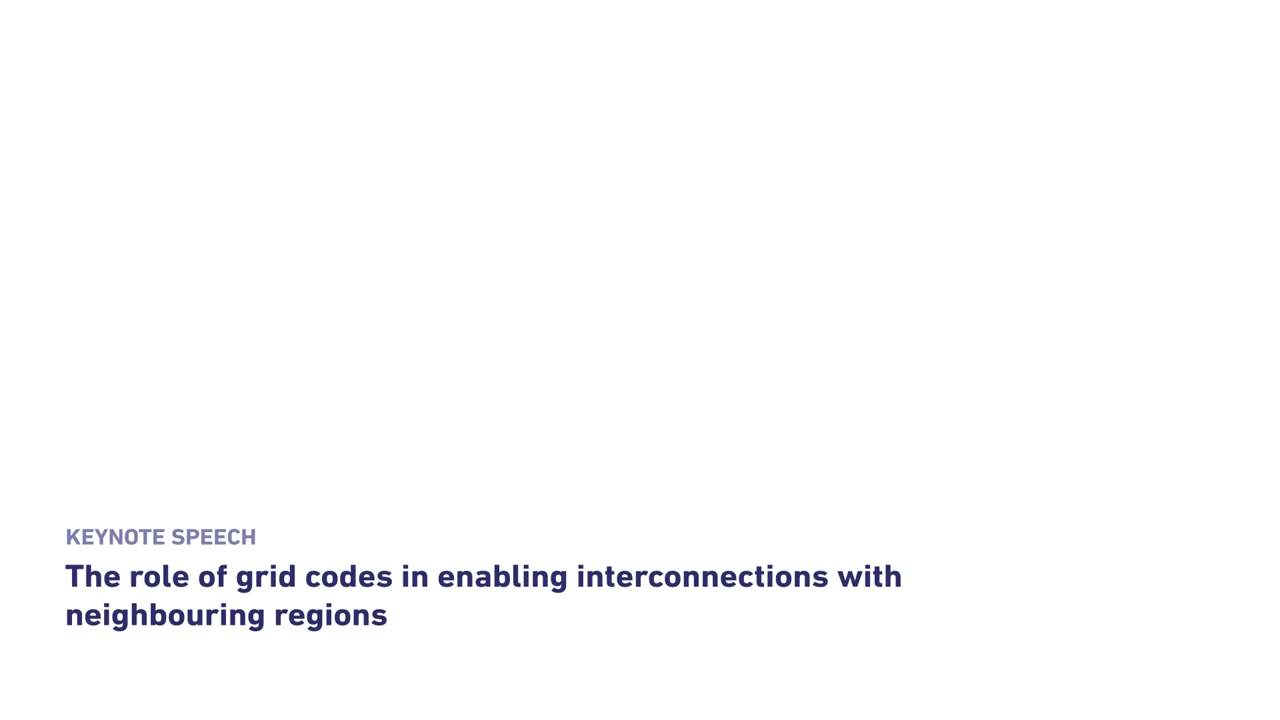 KEYNOTE SPEECH
The role of grid codes in enabling interconnections with
neighbouring regions